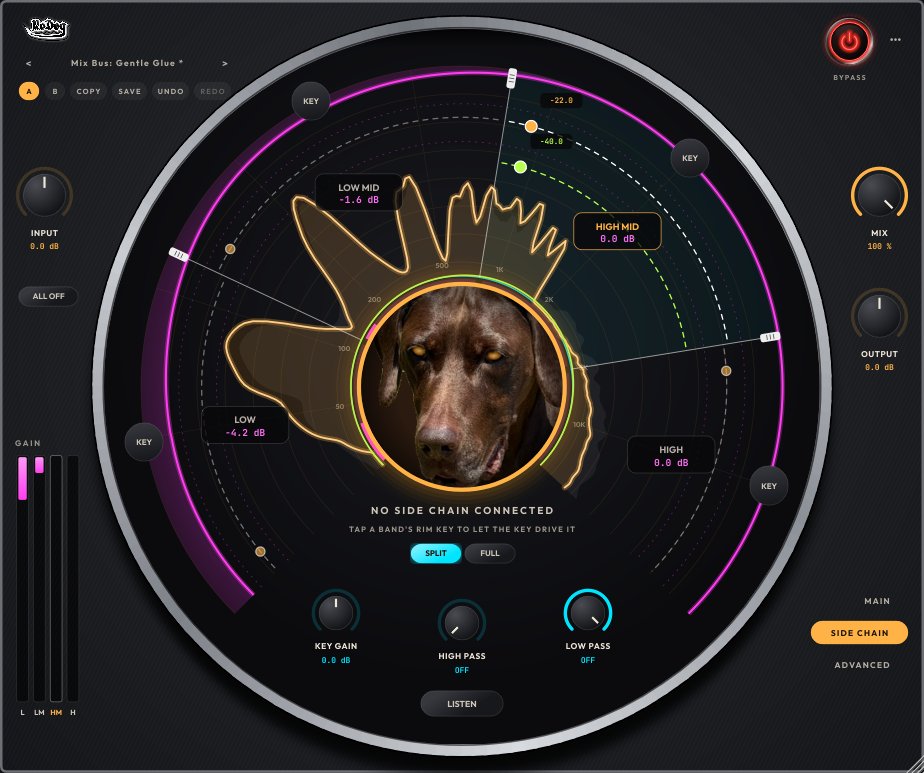 ReDog
< Mix Bus: Gentle Glue * >
A B COPY SAVE UNDO REDO
BYPASS
KEY
KEY
-22.0
-40.0
LOW MID
-1.6 dB
HIGH MID
0.0 dB
INPUT
0.0 dB
MIX
100 %
ALL OFF
500
1K
200
2K
100
50
10K
OUTPUT
0.0 dB
LOW
-4.2 dB
KEY
HIGH
0.0 dB
KEY
GAIN
NO SIDE CHAIN CONNECTED
TAP A BAND'S RIM KEY TO LET THE KEY DRIVE IT
SPLIT FULL
KEY GAIN
0.0 dB
HIGH PASS
OFF
LOW PASS
OFF
LISTEN
MAIN
SIDE CHAIN
ADVANCED
L LM HM H